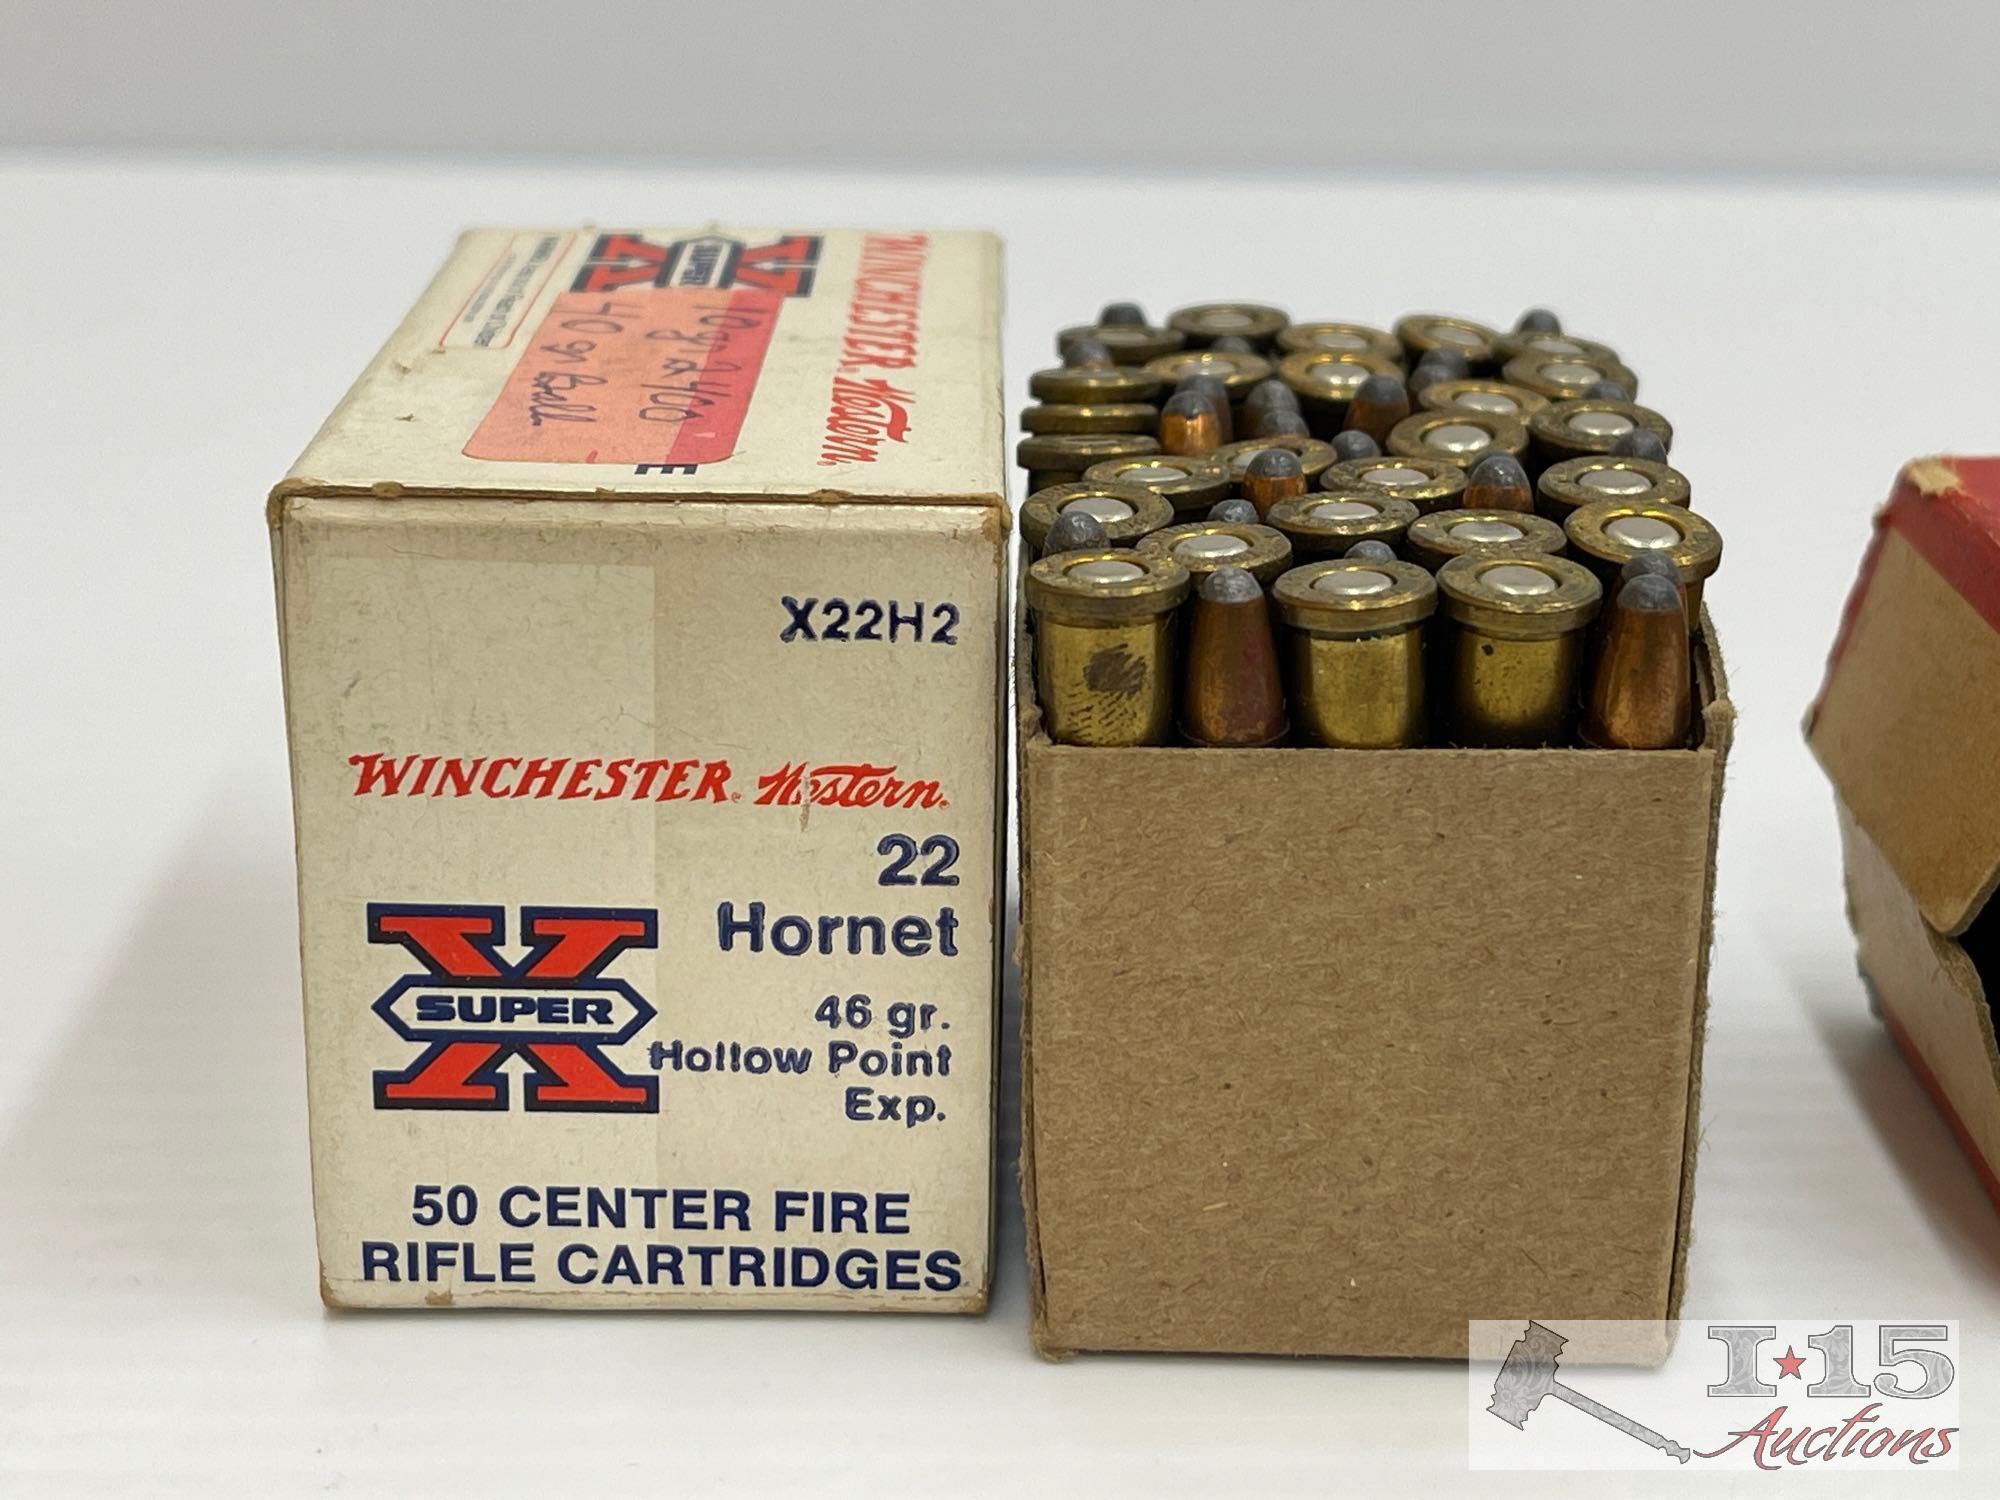 WINCHESTER Western
SUPER X
10 gr 2400
40 gr Ball
X22H2
WINCHESTER Western.
22
Hornet
X SUPER
46 gr.
Hollow Point
Exp.
50 CENTER FIRE
RIFLE CARTRIDGES
I-15
Auctions